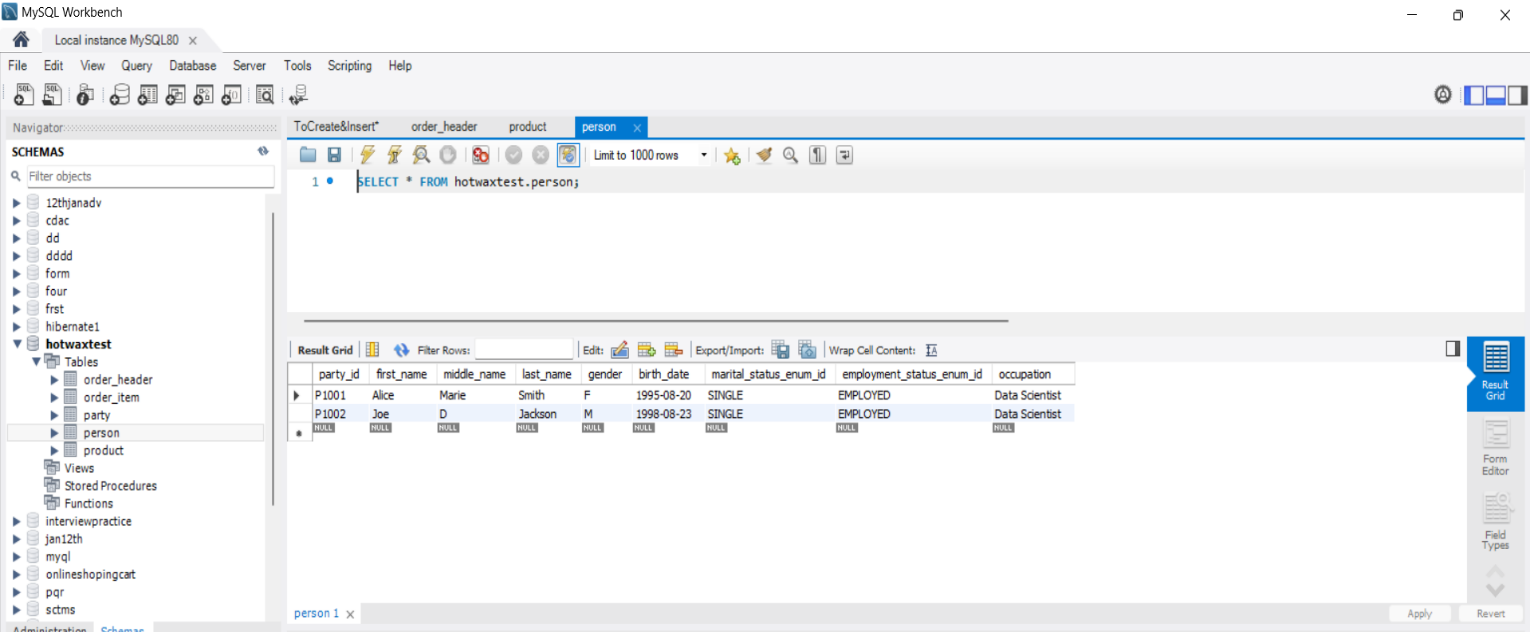 MySQL Workbench
Local instance MySQL80
File Edit View Query Database Server Tools Scripting Help
Navigator
SCHEMAS
Filter objects
12thjanadv
cdac
dd
dddd
form
four
frst
hibernate1
hotwaxtest
Tables
order_header
order_item
party
person
product
Views
Stored Procedures
Functions
interviewpractice
jan12th
myql
onlineshopingcart
pqr
sctms
Administration Schemas
ToCreate&Insert* order_header product person
Limit to 1000 rows
1 SELECT * FROM hotwaxtest.person;
Result Grid Filter Rows: Edit: Export/Import: Wrap Cell Content:
party_id first_name middle_name last_name gender birth_date marital_status_enum_id employment_status_enum_id occupation
P1001 Alice Marie Smith F 1995-08-20 SINGLE EMPLOYED Data Scientist
P1002 Joe D Jackson M 1998-08-23 SINGLE EMPLOYED Data Scientist
NULL NULL NULL NULL NULL NULL NULL NULL NULL
Result
Grid
Form
Editor
Field
Types
person 1
Apply Revert